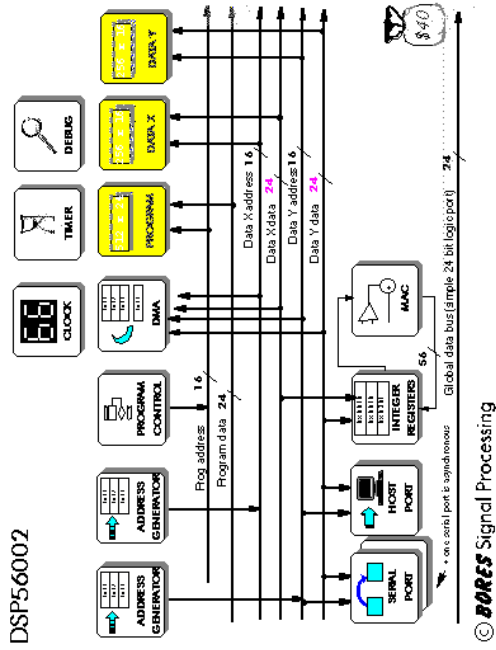 DSP56002
CLOCK
TIMER
DEBUG
ADDRESS
GENERATOR
ADDRESS
GENERATOR
PROGRAM
CONTROL
DMA
PROGRAM
DATA X
DATA Y
Prog address 16
Program data 24
Data X address 16
Data X data 24
Data Y address 16
Data Y data 24
SERIAL
PORT
HOST
PORT
INTEGER
REGISTERS
MAC
56
$40
• one serial port is asynchronous
Global data bus (simple 24 bit logic port) 24
© BORES Signal Processing